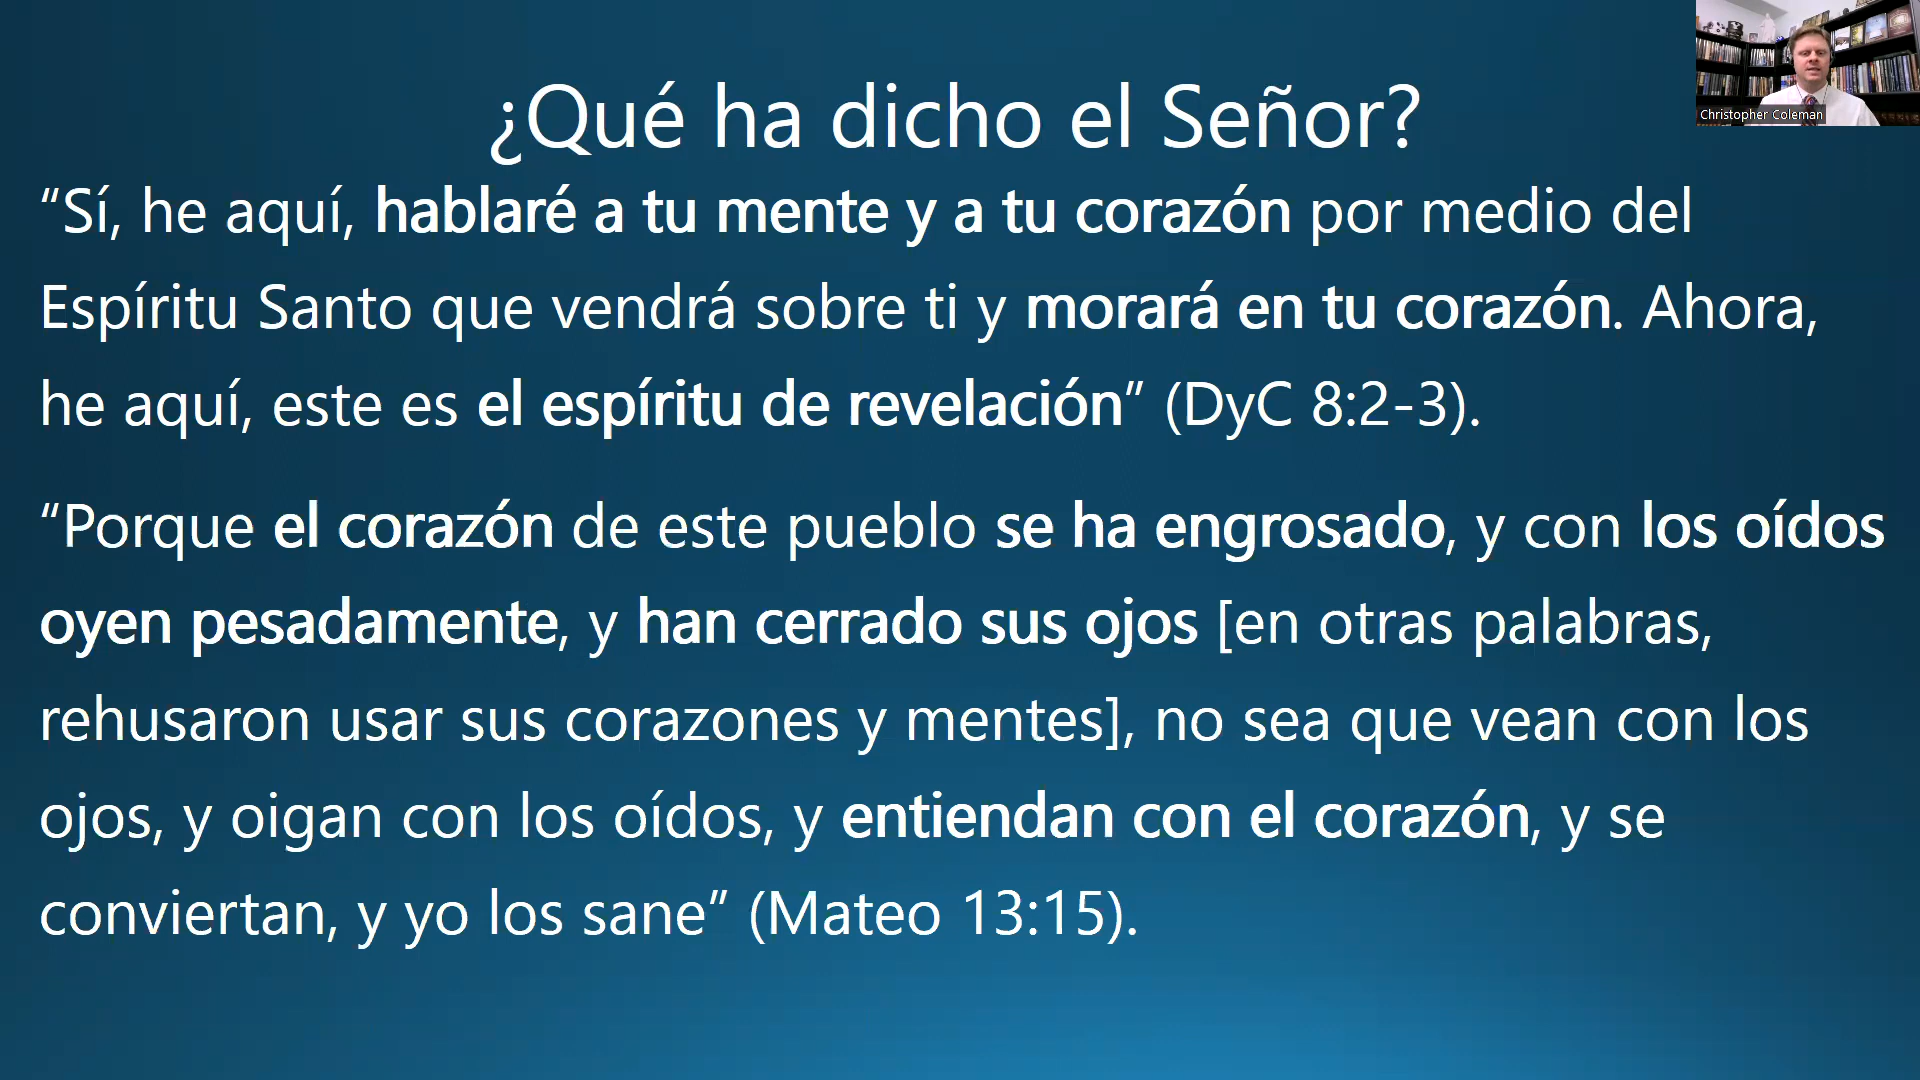 ¿Qué ha dicho el Señor?
Christopher Coleman
“Sí, he aquí, hablaré a tu mente y a tu corazón por medio del
Espíritu Santo que vendrá sobre ti y morará en tu corazón. Ahora,
he aquí, este es el espíritu de revelación” (DyC 8:2-3).
“Porque el corazón de este pueblo se ha engrosado, y con los oídos
oyen pesadamente, y han cerrado sus ojos [en otras palabras,
rehusaron usar sus corazones y mentes], no sea que vean con los
ojos, y oigan con los oídos, y entiendan con el corazón, y se
conviertan, y yo los sane” (Mateo 13:15).